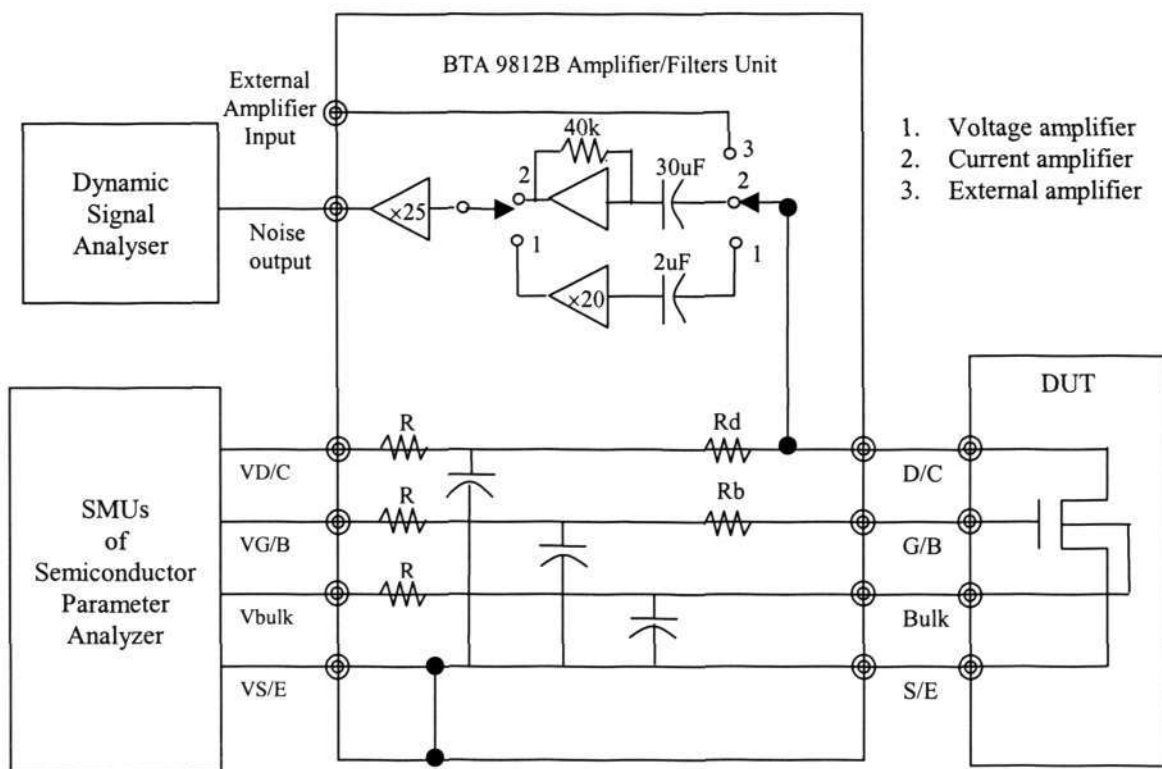 BTA 9812B Amplifier/Filters Unit
External
Amplifier
Input
40k
3
2
30uF
2
1. Voltage amplifier
2. Current amplifier
3. External amplifier
Dynamic
Signal
Analyser
×25
Noise
output
1
2uF
1
×20
DUT
SMUs
of
Semiconductor
Parameter
Analyzer
R
Rd
VD/C
D/C
R
Rb
VG/B
G/B
R
Vbulk
Bulk
VS/E
S/E